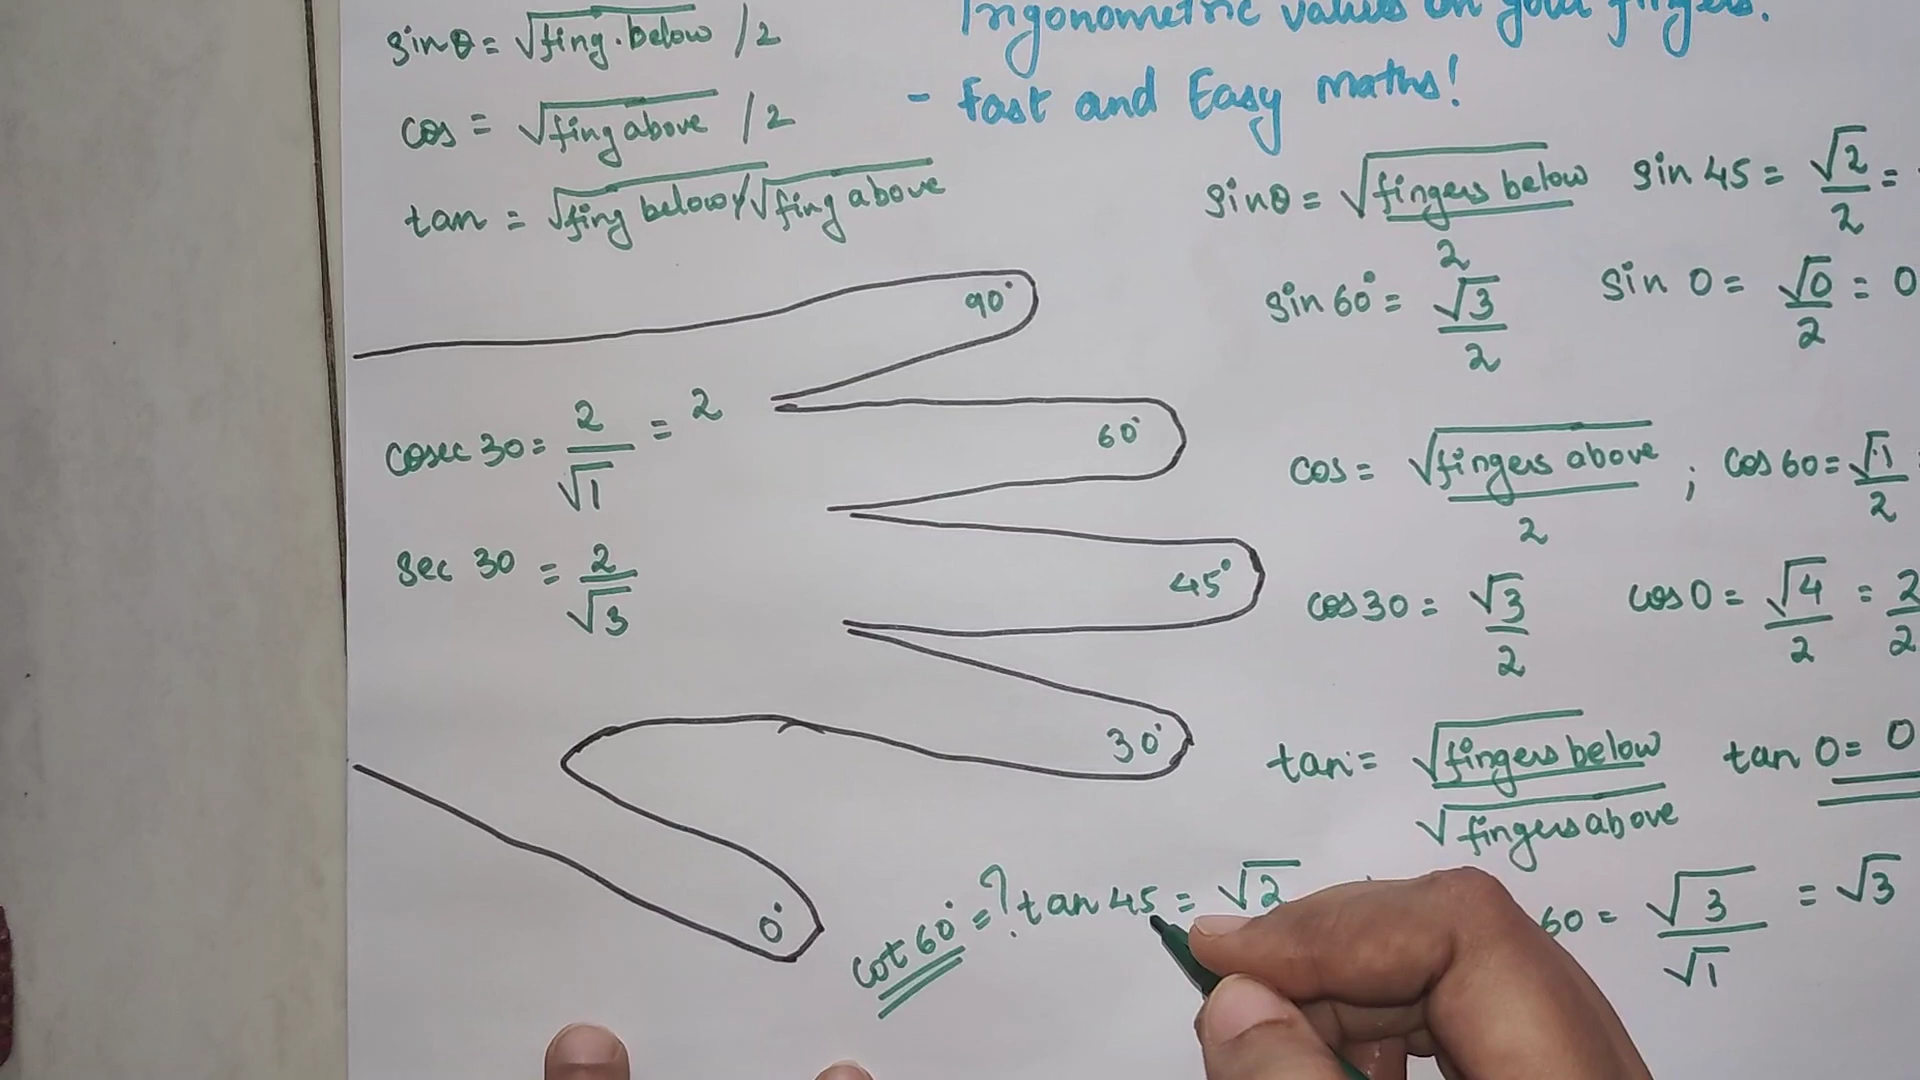 Trigonometric values on your fingers.
- Fast and Easy maths!
sinθ = √fing.below /2
cos = √fing above /2
tan = √fing below/√fing above
90°
60°
45°
30°
0°
cosec 30 = 2/√1 = 2
sec 30 = 2/√3
sinθ = √fingers below/2 sin 45 = √2/2 =
sin 60° = √3/2 sin 0 = √0/2 = 0
cos = √fingers above/2 ; cos 60 = √1/2
cos 30 = √3/2 cos 0 = √4/2 = 2/2
tan = √fingers below/√fingers above tan 0 = 0
cot 60° = ? tan 45 = √2
60 = √3/√1 = √3